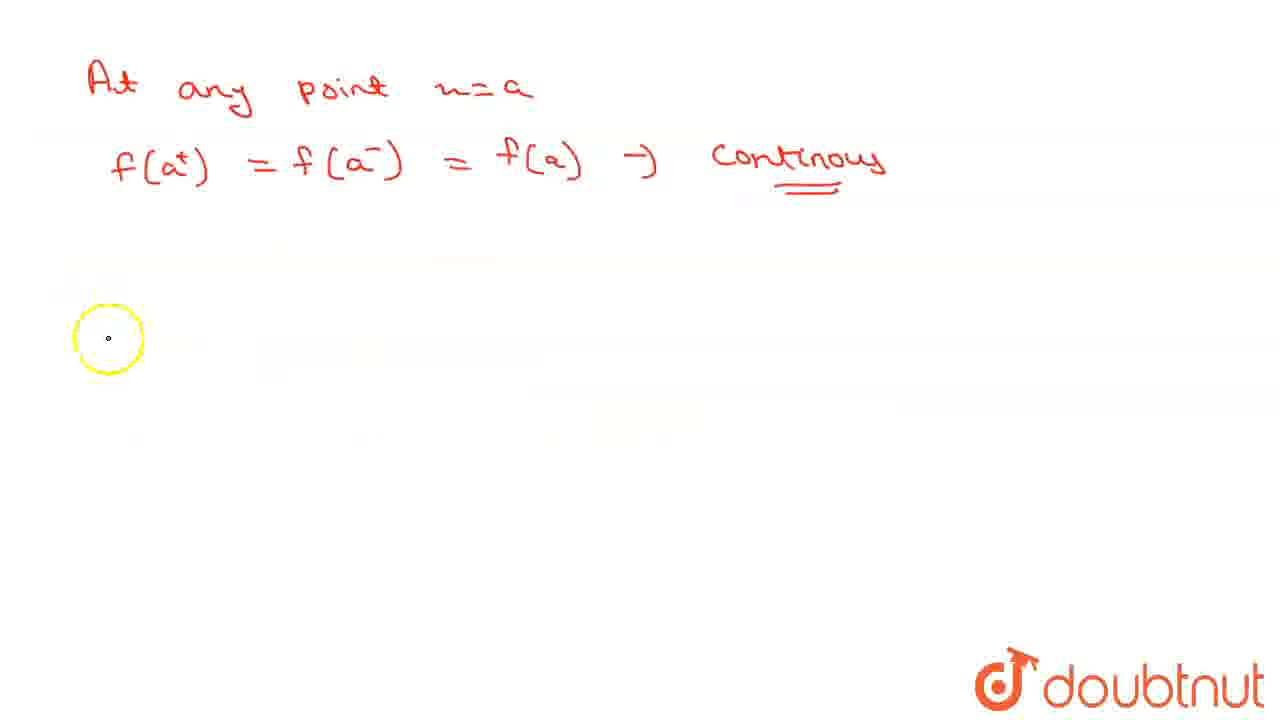 At any point x=a
f(a⁺) = f(a⁻) = f(a) → Continous
doubtnut